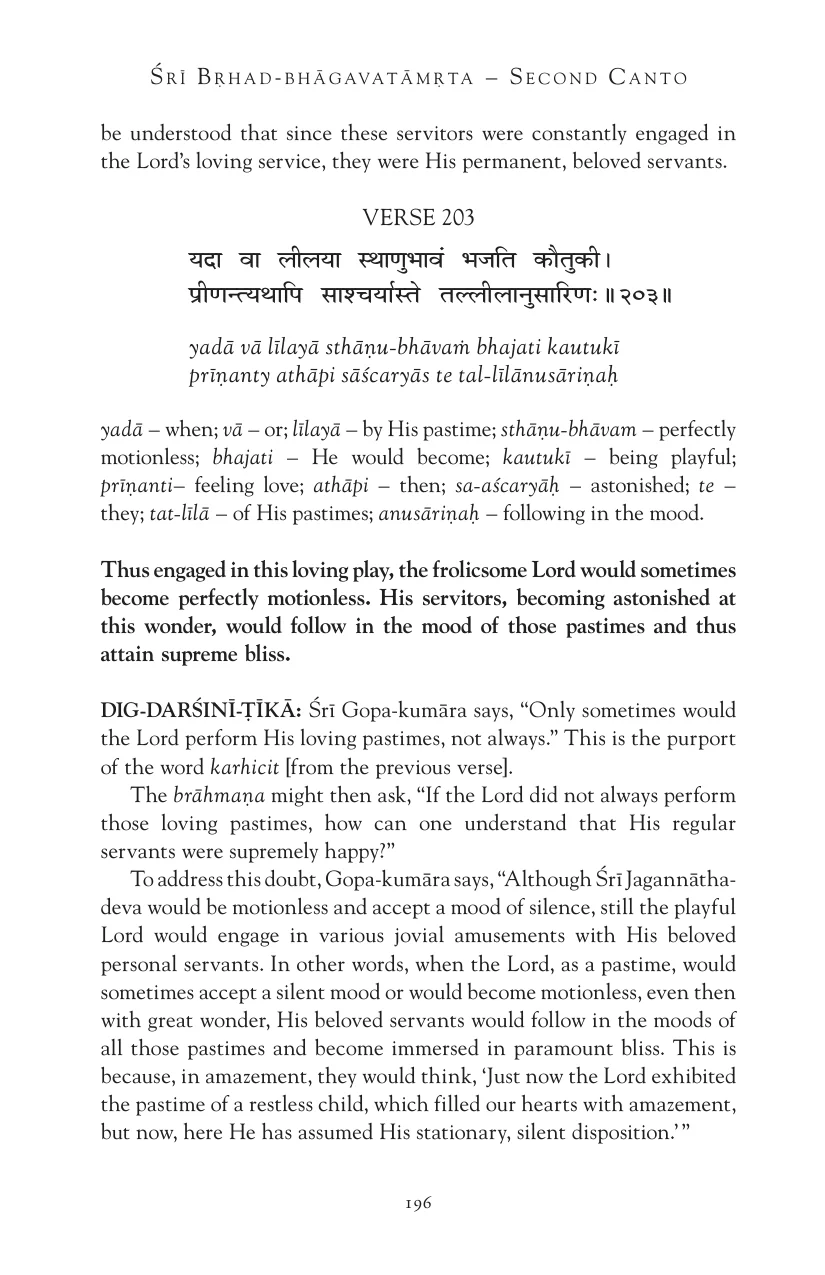 Śrī Bṛhad-bhāgavatāmṛta – Second Canto
be understood that since these servitors were constantly engaged in
the Lord’s loving service, they were His permanent, beloved servants.
VERSE 203
यदा वा लीलया स्थाणुभावं भजति कौतुकी।
प्रीणन्त्यथापि साश्चर्यास्ते तल्लीलानुसारिणः॥२०३॥
yadā vā līlayā sthāṇu-bhāvaṁ bhajati kautukī
prīṇanty athāpi sāścaryās te tal-līlānusāriṇaḥ
yadā – when; vā – or; līlayā – by His pastime; sthāṇu-bhāvam – perfectly
motionless; bhajati – He would become; kautukī – being playful;
prīṇanti– feeling love; athāpi – then; sa-aścaryāḥ – astonished; te –
they; tat-līlā – of His pastimes; anusāriṇaḥ – following in the mood.
Thus engaged in this loving play, the frolicsome Lord would sometimes
become perfectly motionless. His servitors, becoming astonished at
this wonder, would follow in the mood of those pastimes and thus
attain supreme bliss.
DIG-DARŚINĪ-ṬĪKĀ: Śrī Gopa-kumāra says, “Only sometimes would
the Lord perform His loving pastimes, not always.” This is the purport
of the word karhicit [from the previous verse].
The brāhmaṇa might then ask, “If the Lord did not always perform
those loving pastimes, how can one understand that His regular
servants were supremely happy?”
To address this doubt, Gopa-kumāra says, “Although Śrī Jagannātha-
deva would be motionless and accept a mood of silence, still the playful
Lord would engage in various jovial amusements with His beloved
personal servants. In other words, when the Lord, as a pastime, would
sometimes accept a silent mood or would become motionless, even then
with great wonder, His beloved servants would follow in the moods of
all those pastimes and become immersed in paramount bliss. This is
because, in amazement, they would think, ‘Just now the Lord exhibited
the pastime of a restless child, which filled our hearts with amazement,
but now, here He has assumed His stationary, silent disposition.’ ”
196